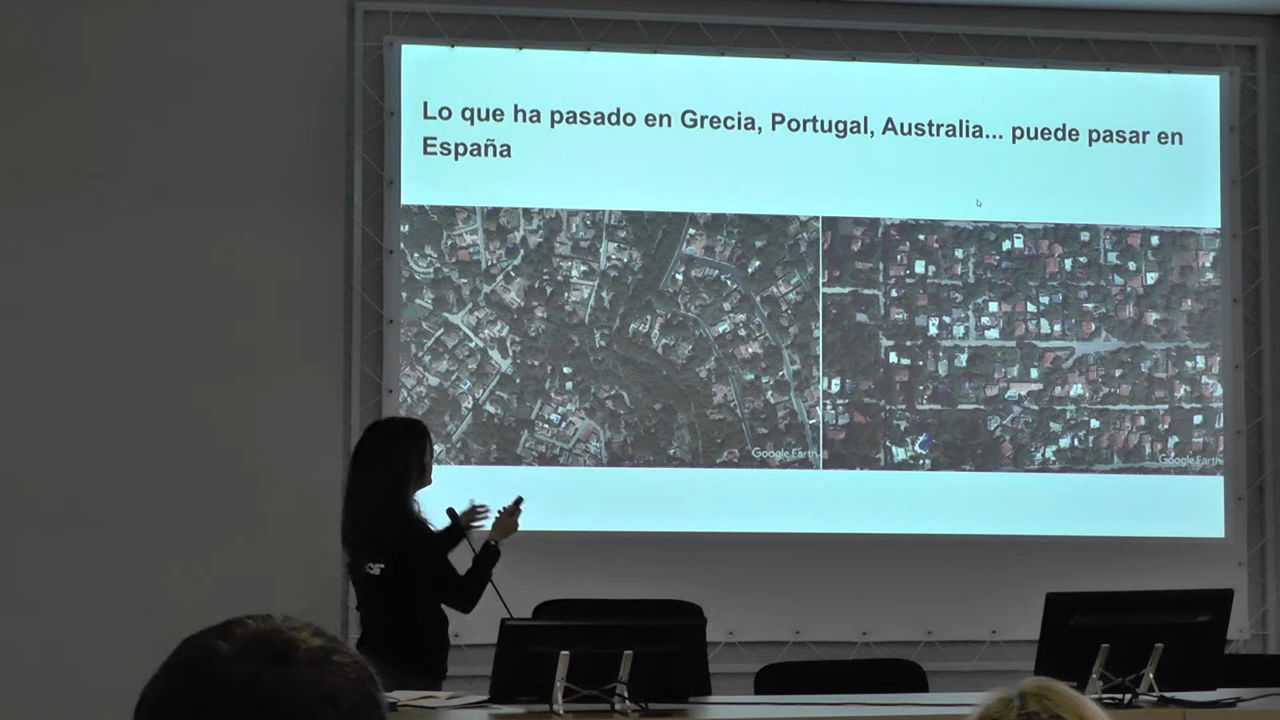 Lo que ha pasado en Grecia, Portugal, Australia... puede pasar en
España
Google Earth
Google Earth